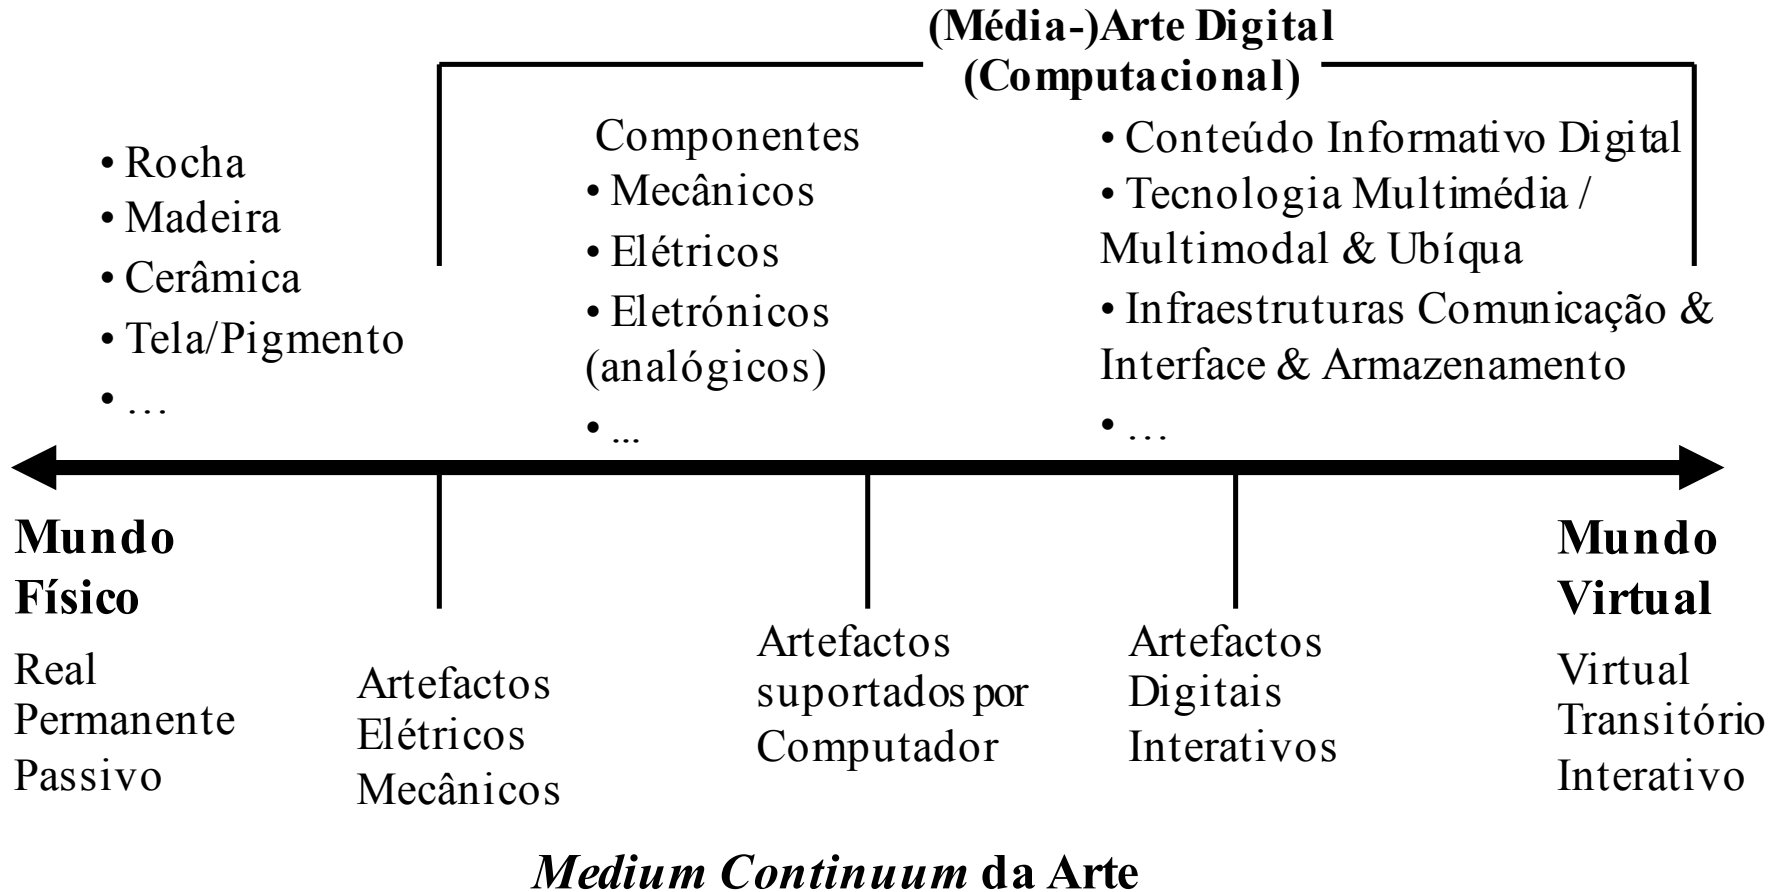 (Média-)Arte Digital
(Computacional)
• Rocha
• Madeira
• Cerâmica
• Tela/Pigmento
• …
Componentes
• Mecânicos
• Elétricos
• Eletrónicos
(analógicos)
• ...
• Conteúdo Informativo Digital
• Tecnologia Multimédia /
Multimodal & Ubíqua
• Infraestruturas Comunicação &
Interface & Armazenamento
• …
Mundo
Físico
Real
Permanente
Passivo
Artefactos
Elétricos
Mecânicos
Artefactos
suportados por
Computador
Artefactos
Digitais
Interativos
Mundo
Virtual
Virtual
Transitório
Interativo
Medium Continuum da Arte